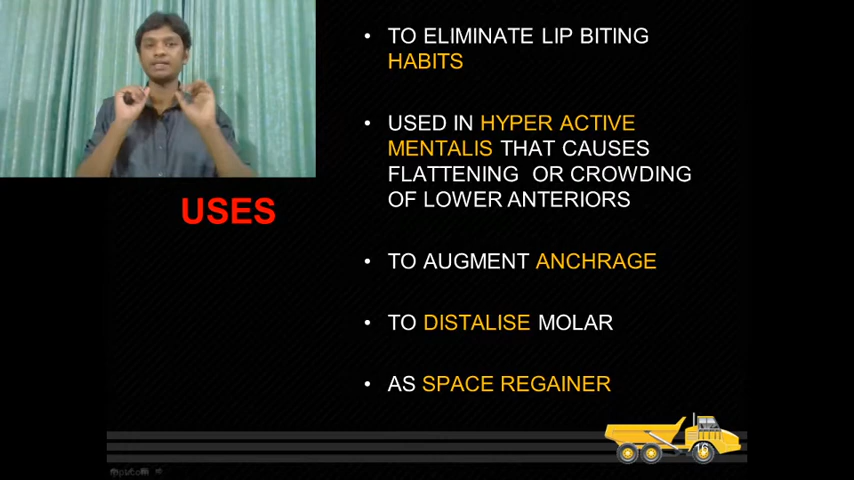 USES
• TO ELIMINATE LIP BITING
HABITS
• USED IN HYPER ACTIVE
MENTALIS THAT CAUSES
FLATTENING OR CROWDING
OF LOWER ANTERIORS
• TO AUGMENT ANCHRAGE
• TO DISTALISE MOLAR
• AS SPACE REGAINER
16